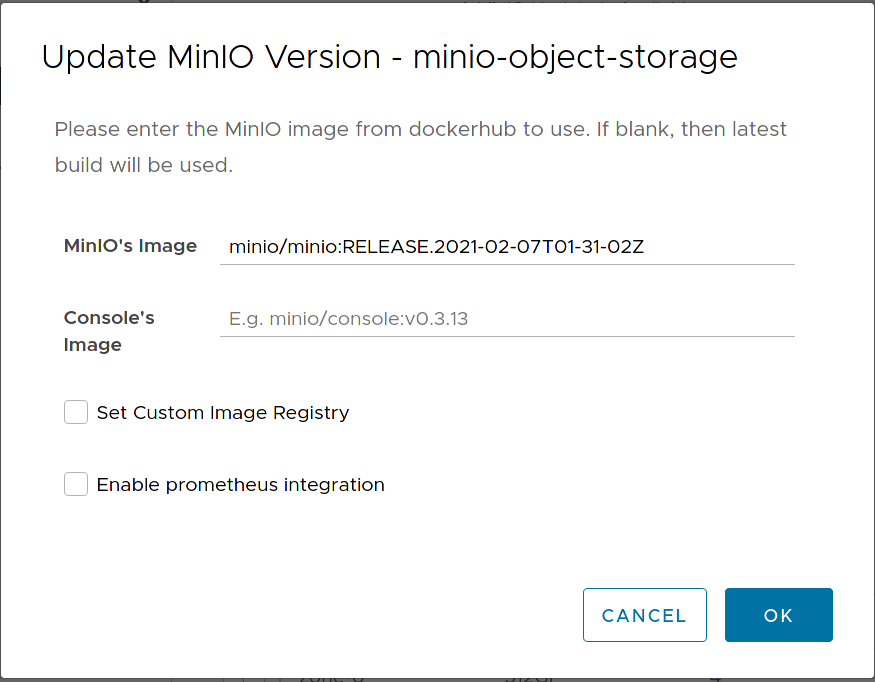 Update MinIO Version - minio-object-storage
Please enter the MinIO image from dockerhub to use. If blank, then latest
build will be used.
MinIO's Image minio/minio:RELEASE.2021-02-07T01-31-02Z
Console's
Image
E.g. minio/console:v0.3.13
Set Custom Image Registry
Enable prometheus integration
CANCEL OK